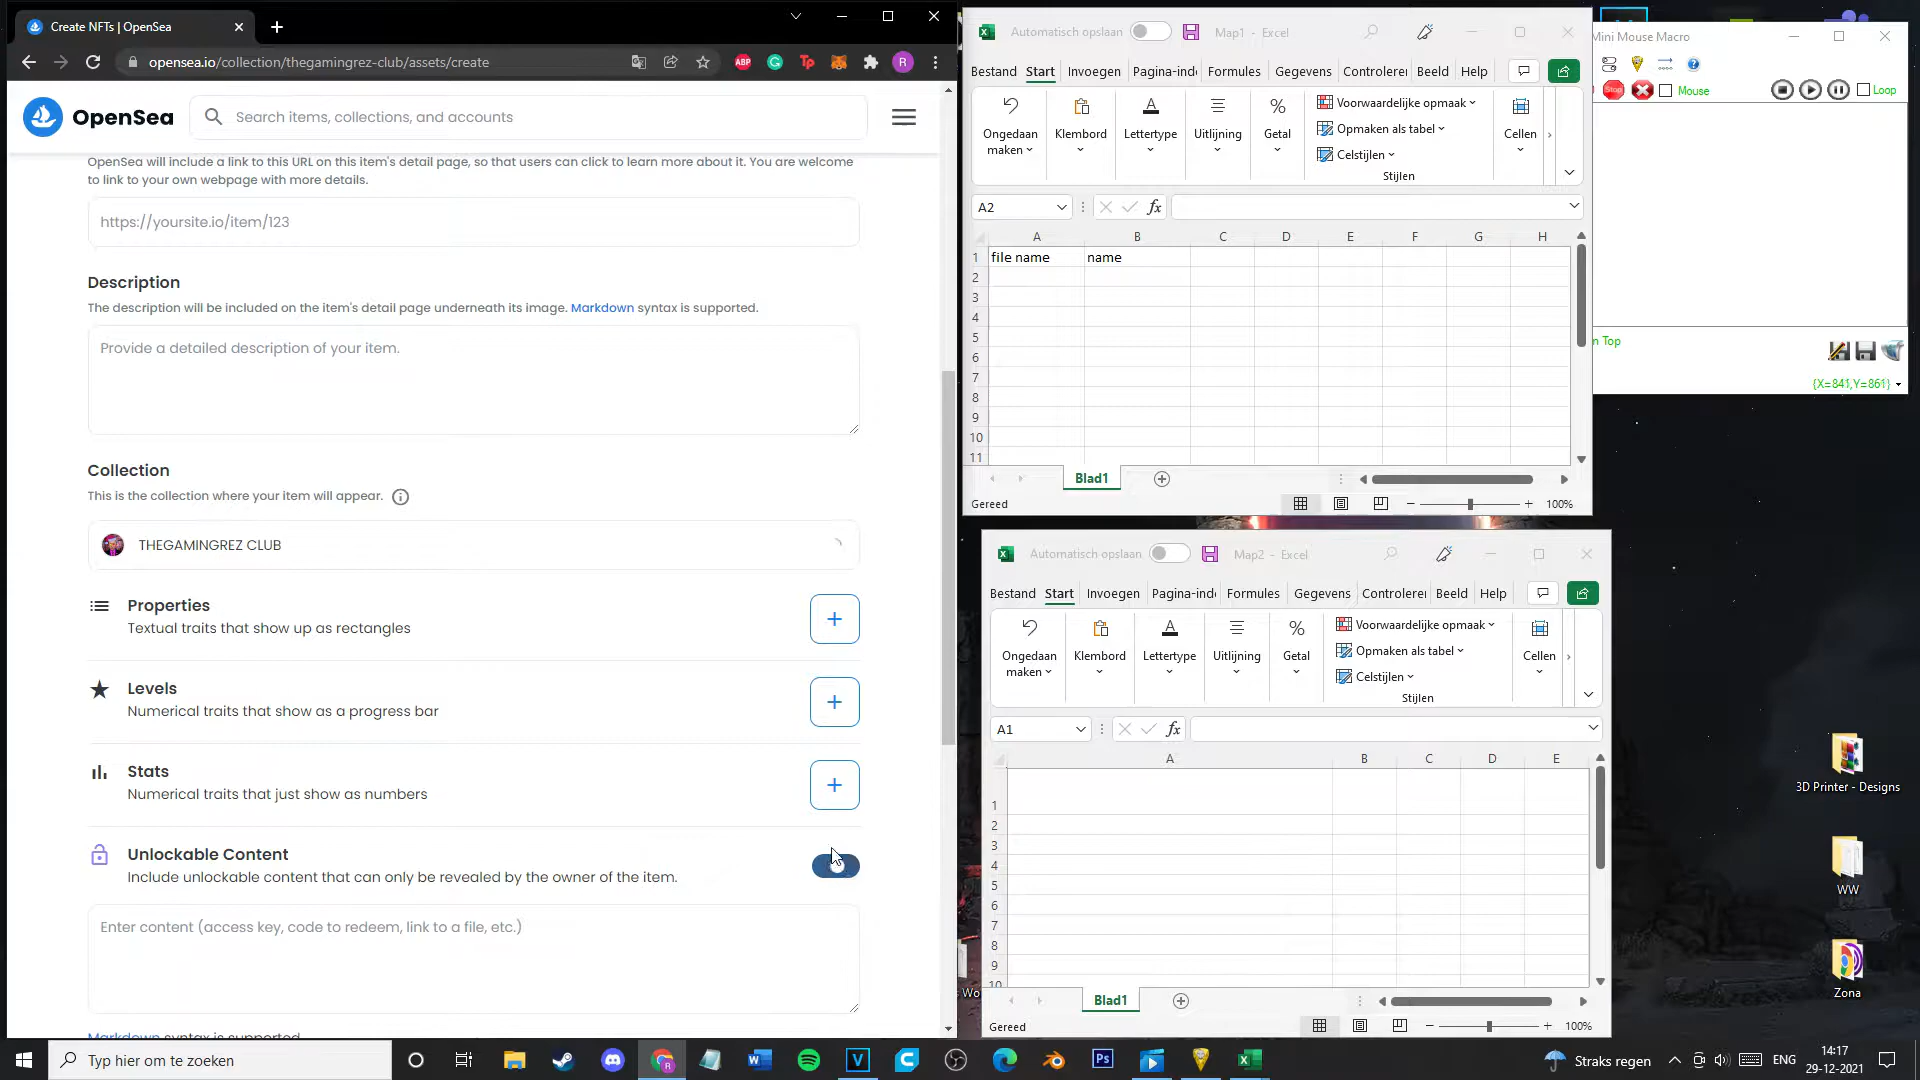 Create NFTs | OpenSea
opensea.io/collection/thegamingrez-club/assets/create
ABP
Tp
R
OpenSea
Search items, collections, and accounts
OpenSea will include a link to this URL on this item's detail page, so that users can click to learn more about it. You are welcome
to link to your own webpage with more details.
https://yoursite.io/item/123
Description
The description will be included on the item's detail page underneath its image. Markdown syntax is supported.
Provide a detailed description of your item.
Collection
This is the collection where your item will appear.
THEGAMINGREZ CLUB
Properties
Textual traits that show up as rectangles
Levels
Numerical traits that show as a progress bar
Stats
Numerical traits that just show as numbers
Unlockable Content
Include unlockable content that can only be revealed by the owner of the item.
Enter content (access key, code to redeem, link to a file, etc.)
Markdown syntax is supported.
Automatisch opslaan
Map1 - Excel
Bestand Start Invoegen Pagina-ind Formules Gegevens Controleren Beeld Help
Ongedaan maken
Klembord
Lettertype
Uitlijning
Getal
Voorwaardelijke opmaak
Opmaken als tabel
Celstijlen
Stijlen
Cellen
A2
fx
A B C D E F G H
1 file name name
2
3
4
5
6
7
8
9
10
11
Blad1
Gereed
100%
Automatisch opslaan
Map2 - Excel
Bestand Start Invoegen Pagina-ind Formules Gegevens Controleren Beeld Help
Ongedaan maken
Klembord
Lettertype
Uitlijning
Getal
Voorwaardelijke opmaak
Opmaken als tabel
Celstijlen
Stijlen
Cellen
A1
fx
A B C D E
1
2
3
4
5
6
7
8
9
10
Blad1
Gereed
100%
Mini Mouse Macro
Stop
Mouse
Loop
n Top
{X=841,Y=861}
3D Printer - Designs
WW
Zona
Wo
Typ hier om te zoeken
Straks regen
ENG
14:17
29-12-2021